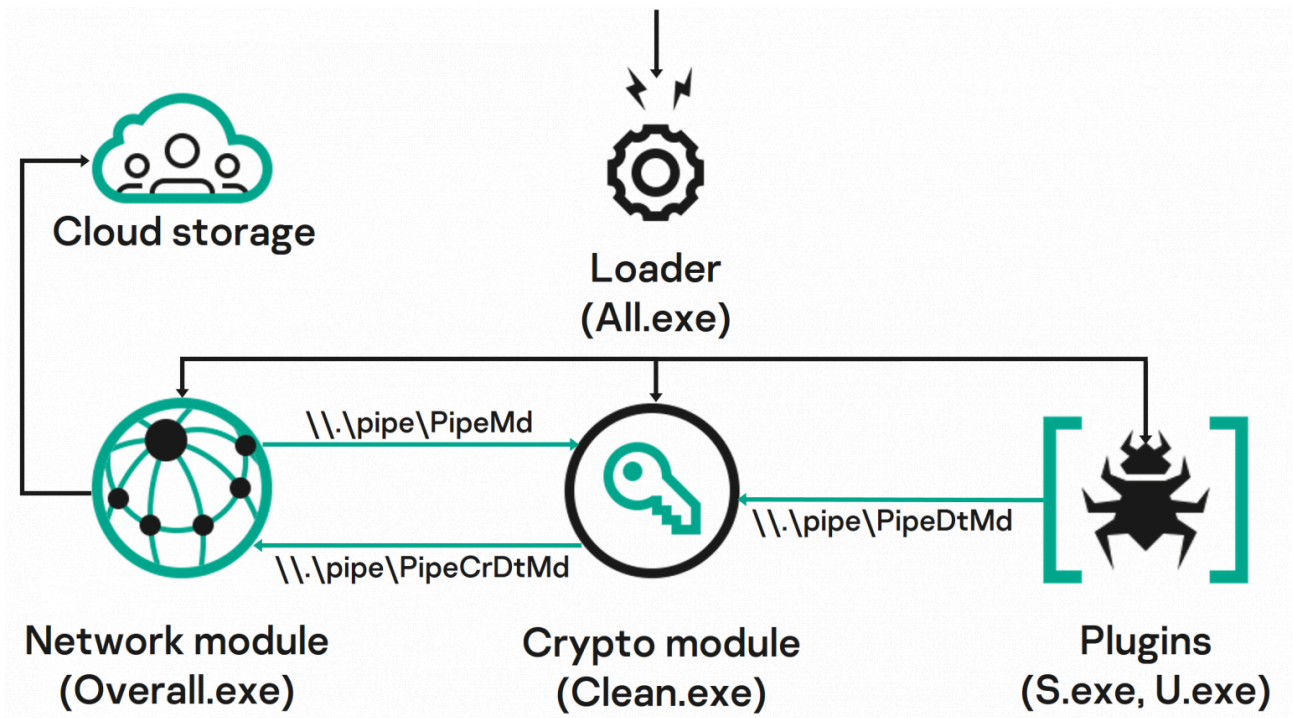 Cloud storage
Loader
(All.exe)
\\.\pipe\PipeMd
\\.\pipe\PipeDtMd
\\.\pipe\PipeCrDtMd
Network module
(Overall.exe)
Crypto module
(Clean.exe)
Plugins
(S.exe, U.exe)